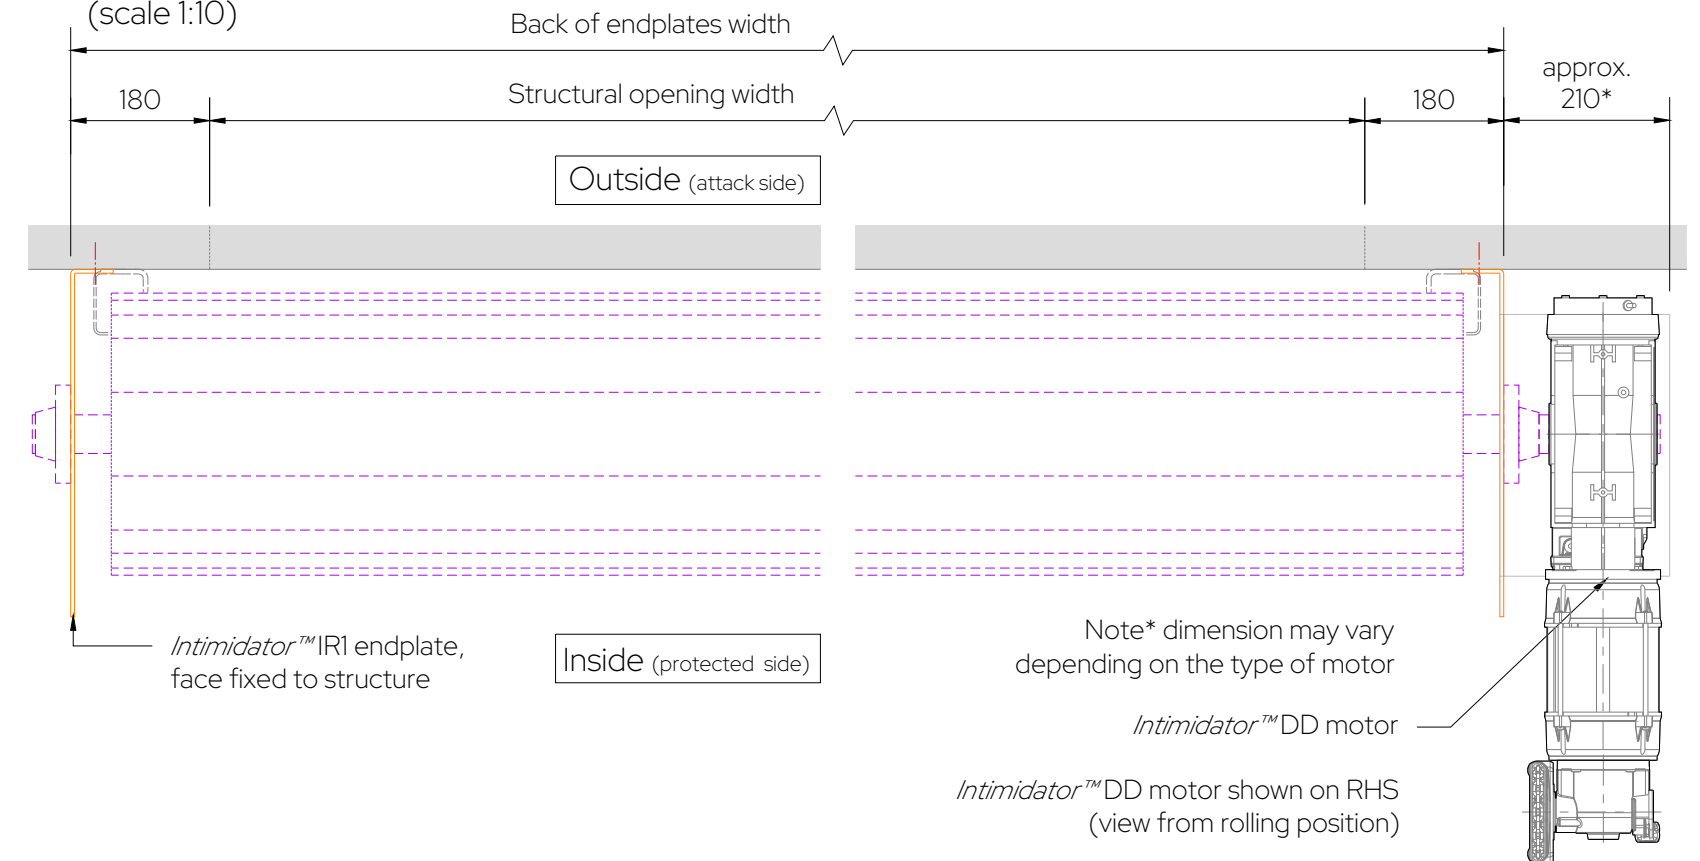 (scale 1:10)
Back of endplates width
approx.
210*
180
Structural opening width
180
Outside (attack side)
Intimidator™ IR1 endplate,
face fixed to structure
Inside (protected side)
Note* dimension may vary
depending on the type of motor
Intimidator™ DD motor
Intimidator™ DD motor shown on RHS
(view from rolling position)